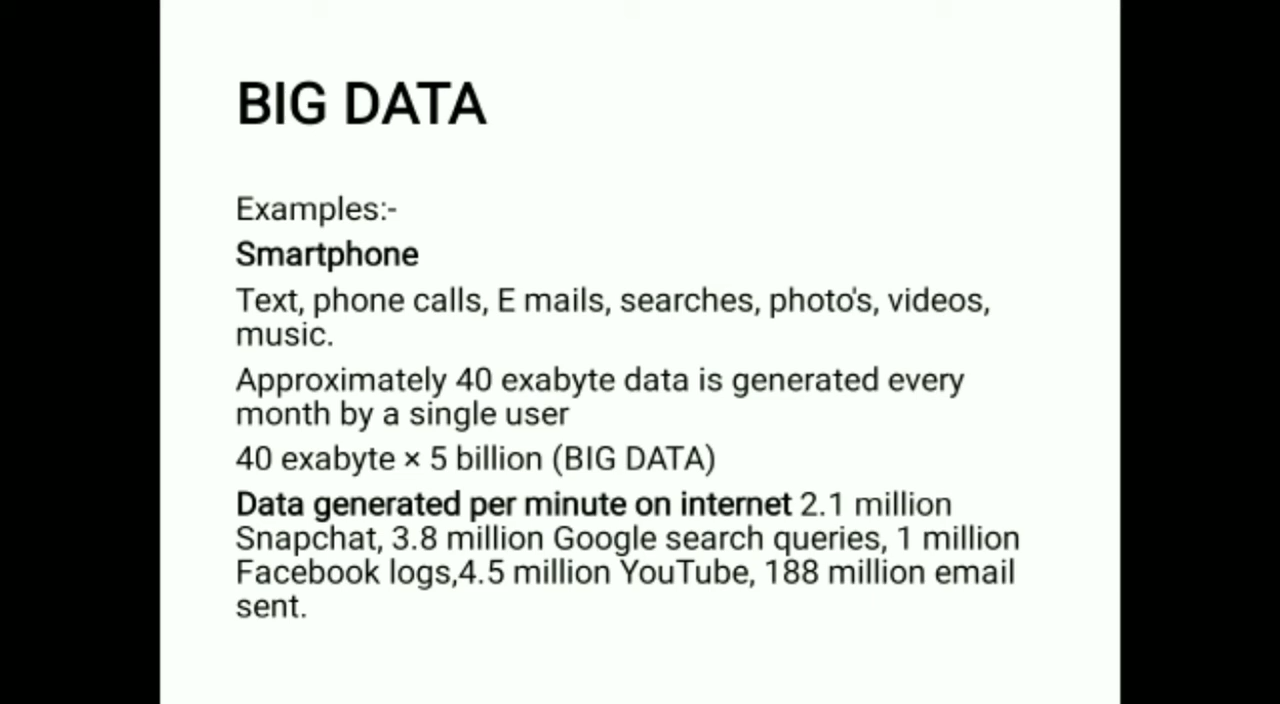 BIG DATA
Examples:-
Smartphone
Text, phone calls, E mails, searches, photo's, videos,
music.
Approximately 40 exabyte data is generated every
month by a single user
40 exabyte × 5 billion (BIG DATA)
Data generated per minute on internet 2.1 million
Snapchat, 3.8 million Google search queries, 1 million
Facebook logs,4.5 million YouTube, 188 million email
sent.